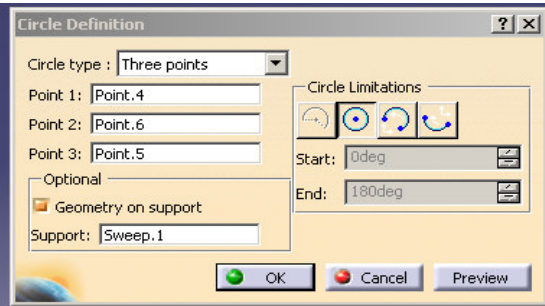 Circle Definition
Circle type : Three points
Point 1: Point.4
Point 2: Point.6
Point 3: Point.5
Optional
Geometry on support
Support: Sweep.1
Circle Limitations
Start: 0deg
End: 180deg
OK Cancel Preview